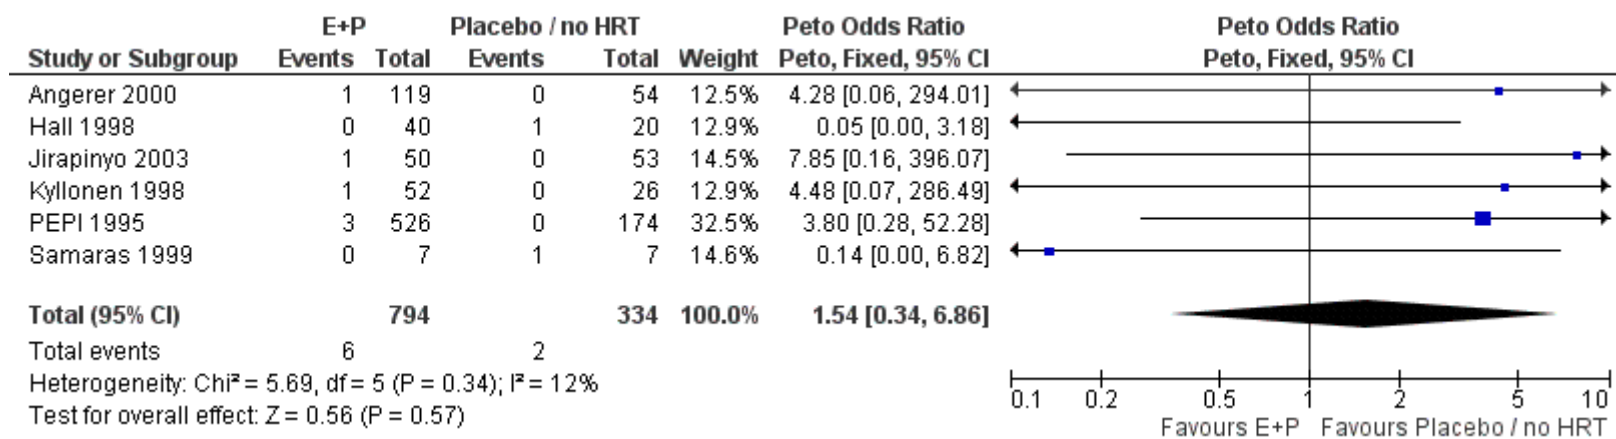 E+P Placebo / no HRT Peto Odds Ratio Peto Odds Ratio
Study or Subgroup Events Total Events Total Weight Peto, Fixed, 95% CI Peto, Fixed, 95% CI
Angerer 2000 1 119 0 54 12.5% 4.28 [0.06, 294.01]
Hall 1998 0 40 1 20 12.9% 0.05 [0.00, 3.18]
Jirapinyo 2003 1 50 0 53 14.5% 7.85 [0.16, 396.07]
Kyllonen 1998 1 52 0 26 12.9% 4.48 [0.07, 286.49]
PEPI 1995 3 526 0 174 32.5% 3.80 [0.28, 52.28]
Samaras 1999 0 7 1 7 14.6% 0.14 [0.00, 6.82]
Total (95% CI) 794 334 100.0% 1.54 [0.34, 6.86]
Total events 6 2
Heterogeneity: Chi² = 5.69, df = 5 (P = 0.34); I² = 12%
Test for overall effect: Z = 0.56 (P = 0.57)
0.1 0.2 0.5 1 2 5 10
Favours E+P Favours Placebo / no HRT